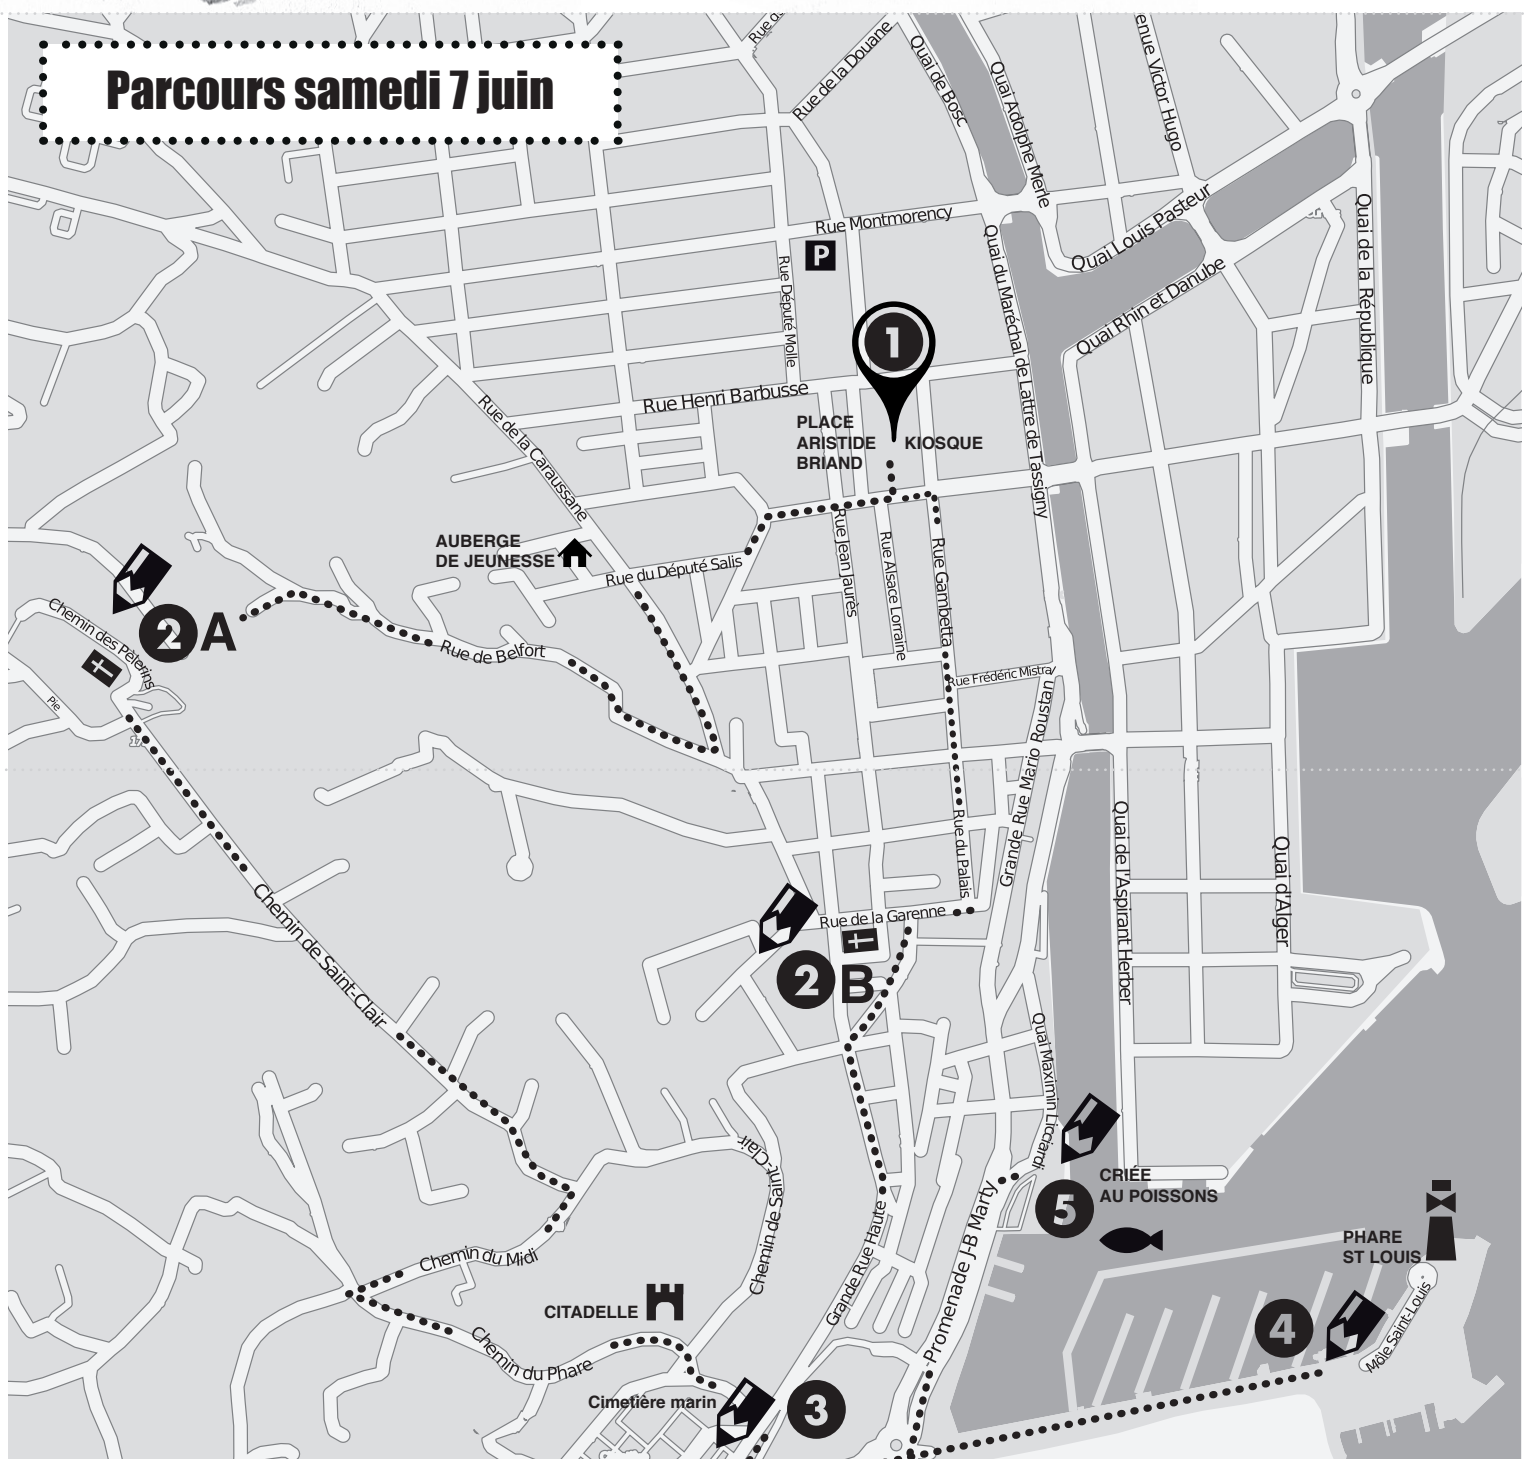 Parcours samedi 7 juin
Rue de la Douane
Quai de Bosc
Quai Adolphe Merle
enue Victor Hugo
Rue Montmorency
P
Quai Louis Pasteur
Quai Rhin et Danube
Quai de la République
Rue Député Molle
Quai du Maréchal de Lattre de Tassigny
1
Rue Henri Barbusse
PLACE
ARISTIDE
BRIAND
KIOSQUE
Rue de la Caraussane
AUBERGE
DE JEUNESSE
Rue du Député Salis
Rue Jean Jaurès
Rue Alsace Lorraine
Rue Gambetta
2 A
Chemin des Pèlerins
Pie
Rue de Belfort
Rue Frédéric Mistral
Grande Rue Mario Roustan
Rue du Palais
Quai de l'Aspirant Herber
Quai d'Alger
Chemin de Saint-Clair
Rue de la Garenne
2 B
Quai Maximin Licciardi
Chemin de Saint-Clair
Grande Rue Haute
Promenade J-B Marty
CRIÉE
AU POISSONS
5
PHARE
ST LOUIS
Chemin du Midi
CITADELLE
Chemin du Phare
4
Môle Saint-Louis
Cimetière marin
3